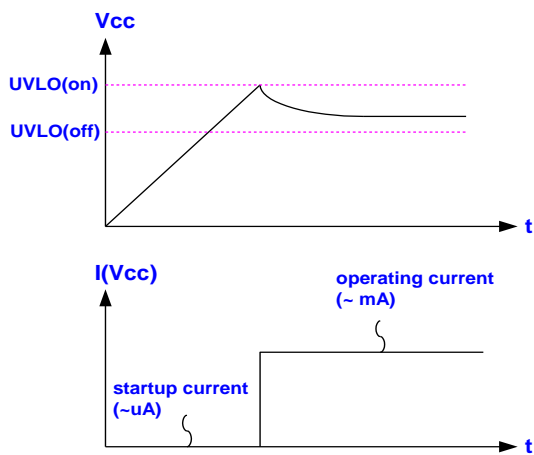 Vcc
UVLO(on)
UVLO(off)
t
I(Vcc)
operating current
(~ mA)
startup current
(~uA)
t